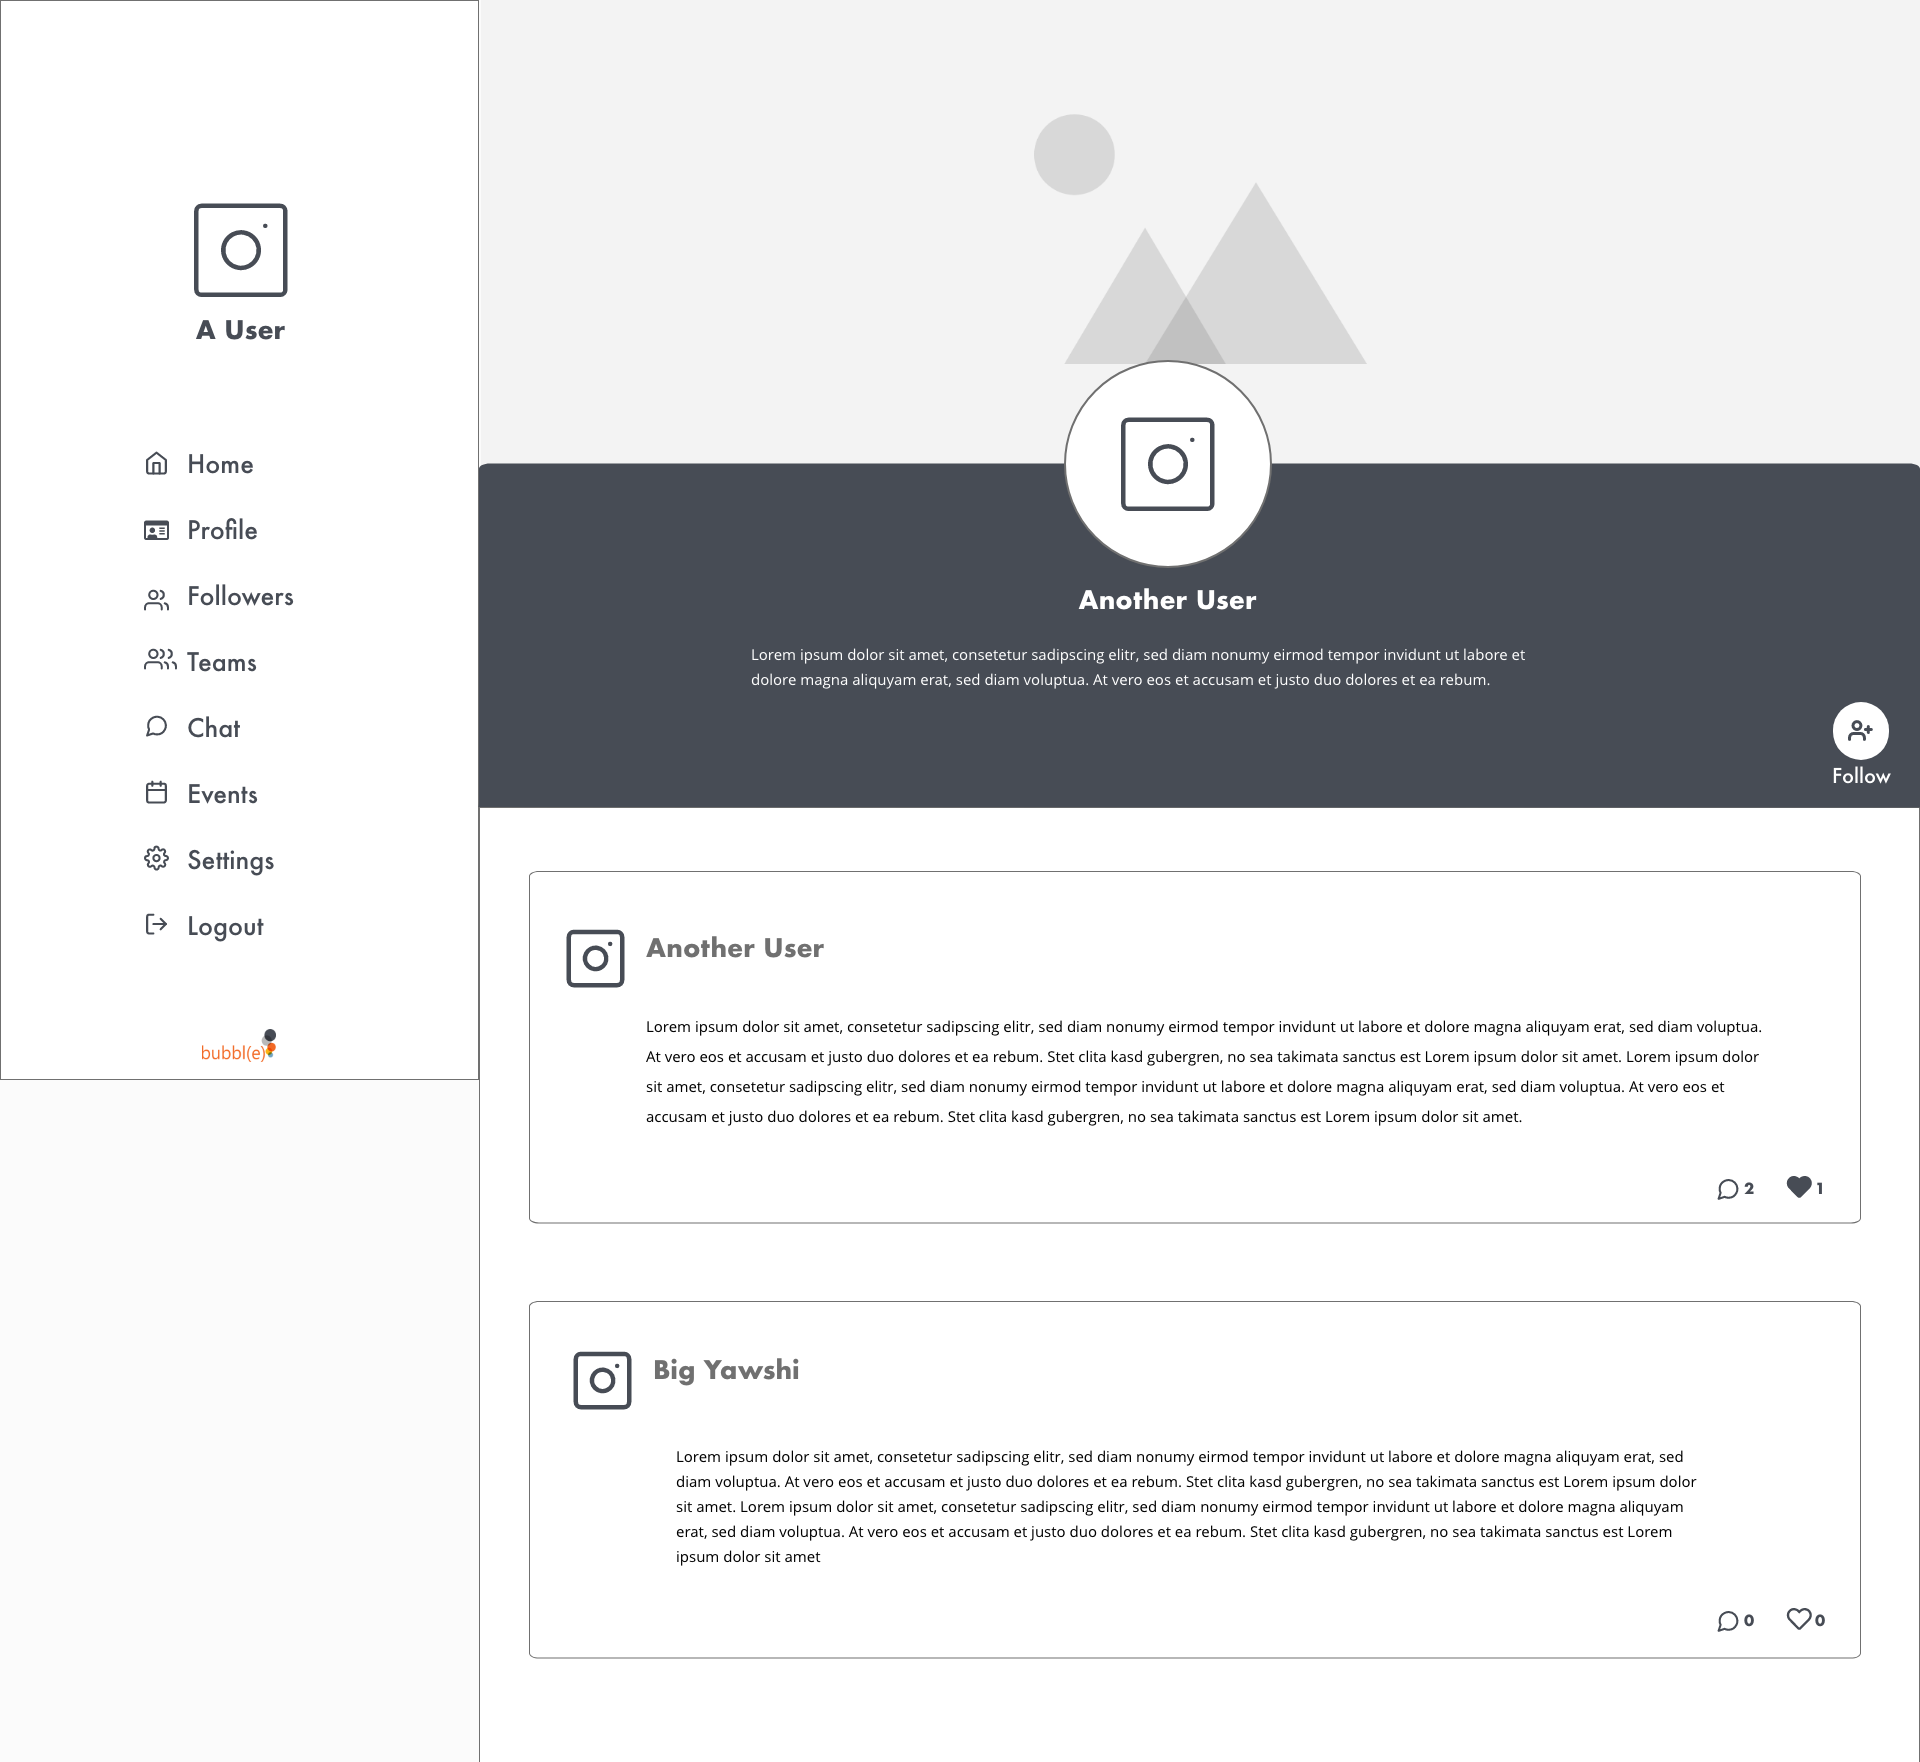 A User
Home
Profile
Followers
Teams
Chat
Events
Settings
Logout
bubbl(e)
Another User
Lorem ipsum dolor sit amet, consetetur sadipscing elitr, sed diam nonumy eirmod tempor invidunt ut labore et
dolore magna aliquyam erat, sed diam voluptua. At vero eos et accusam et justo duo dolores et ea rebum.
Follow
Another User
Lorem ipsum dolor sit amet, consetetur sadipscing elitr, sed diam nonumy eirmod tempor invidunt ut labore et dolore magna aliquyam erat, sed diam voluptua.
At vero eos et accusam et justo duo dolores et ea rebum. Stet clita kasd gubergren, no sea takimata sanctus est Lorem ipsum dolor sit amet. Lorem ipsum dolor
sit amet, consetetur sadipscing elitr, sed diam nonumy eirmod tempor invidunt ut labore et dolore magna aliquyam erat, sed diam voluptua. At vero eos et
accusam et justo duo dolores et ea rebum. Stet clita kasd gubergren, no sea takimata sanctus est Lorem ipsum dolor sit amet.
2 1
Big Yawshi
Lorem ipsum dolor sit amet, consetetur sadipscing elitr, sed diam nonumy eirmod tempor invidunt ut labore et dolore magna aliquyam erat, sed
diam voluptua. At vero eos et accusam et justo duo dolores et ea rebum. Stet clita kasd gubergren, no sea takimata sanctus est Lorem ipsum dolor
sit amet. Lorem ipsum dolor sit amet, consetetur sadipscing elitr, sed diam nonumy eirmod tempor invidunt ut labore et dolore magna aliquyam
erat, sed diam voluptua. At vero eos et accusam et justo duo dolores et ea rebum. Stet clita kasd gubergren, no sea takimata sanctus est Lorem
ipsum dolor sit amet
0 0